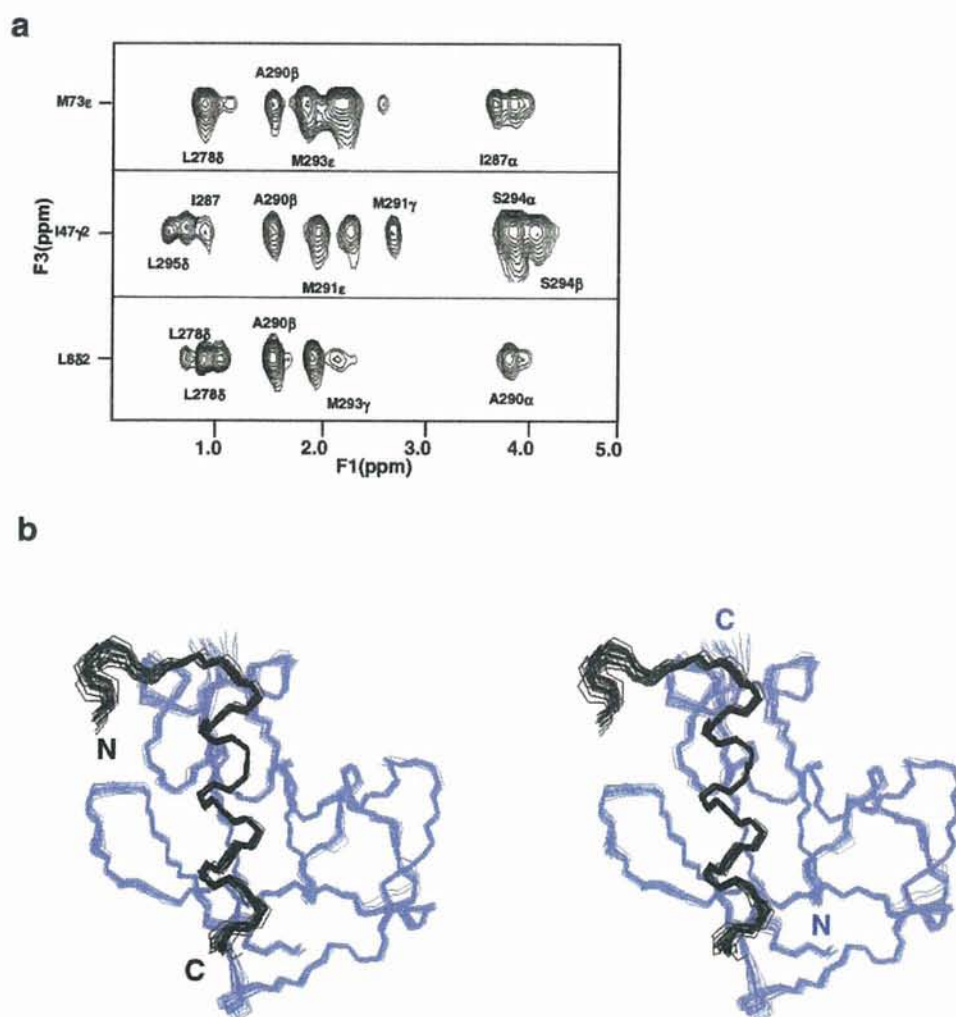 a
A290β
M73ε
L278δ M293ε I287α
I287 A290β M291γ S294α
I47γ2
L295δ M291ε S294β
L278δ A290β
L6δ2
L278δ M293γ A290α
F3(ppm)
1.0 2.0 3.0 4.0 5.0
F1(ppm)
b
C
N
N
C